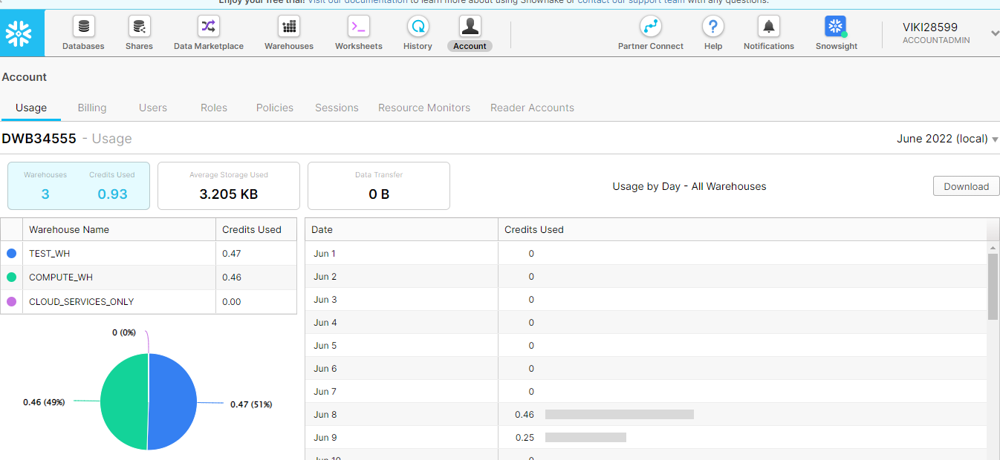 Enjoy your free trial! Visit our documentation to learn more about using Snowflake or contact our support team with any questions.
Databases Shares Data Marketplace Warehouses Worksheets History Account Partner Connect Help Notifications Snowsight
VIKI28599
ACCOUNTADMIN
Account
Usage Billing Users Roles Policies Sessions Resource Monitors Reader Accounts
DWB34555 - Usage June 2022 (local)
Warehouses Credits Used Average Storage Used Data Transfer
3 0.93 3.205 KB 0 B
Usage by Day - All Warehouses Download
Warehouse Name Credits Used
TEST_WH 0.47
COMPUTE_WH 0.46
CLOUD_SERVICES_ONLY 0.00
0 (0%)
0.46 (49%)
0.47 (51%)
Date Credits Used
Jun 1 0
Jun 2 0
Jun 3 0
Jun 4 0
Jun 5 0
Jun 6 0
Jun 7 0
Jun 8 0.46
Jun 9 0.25
Jun 10 0